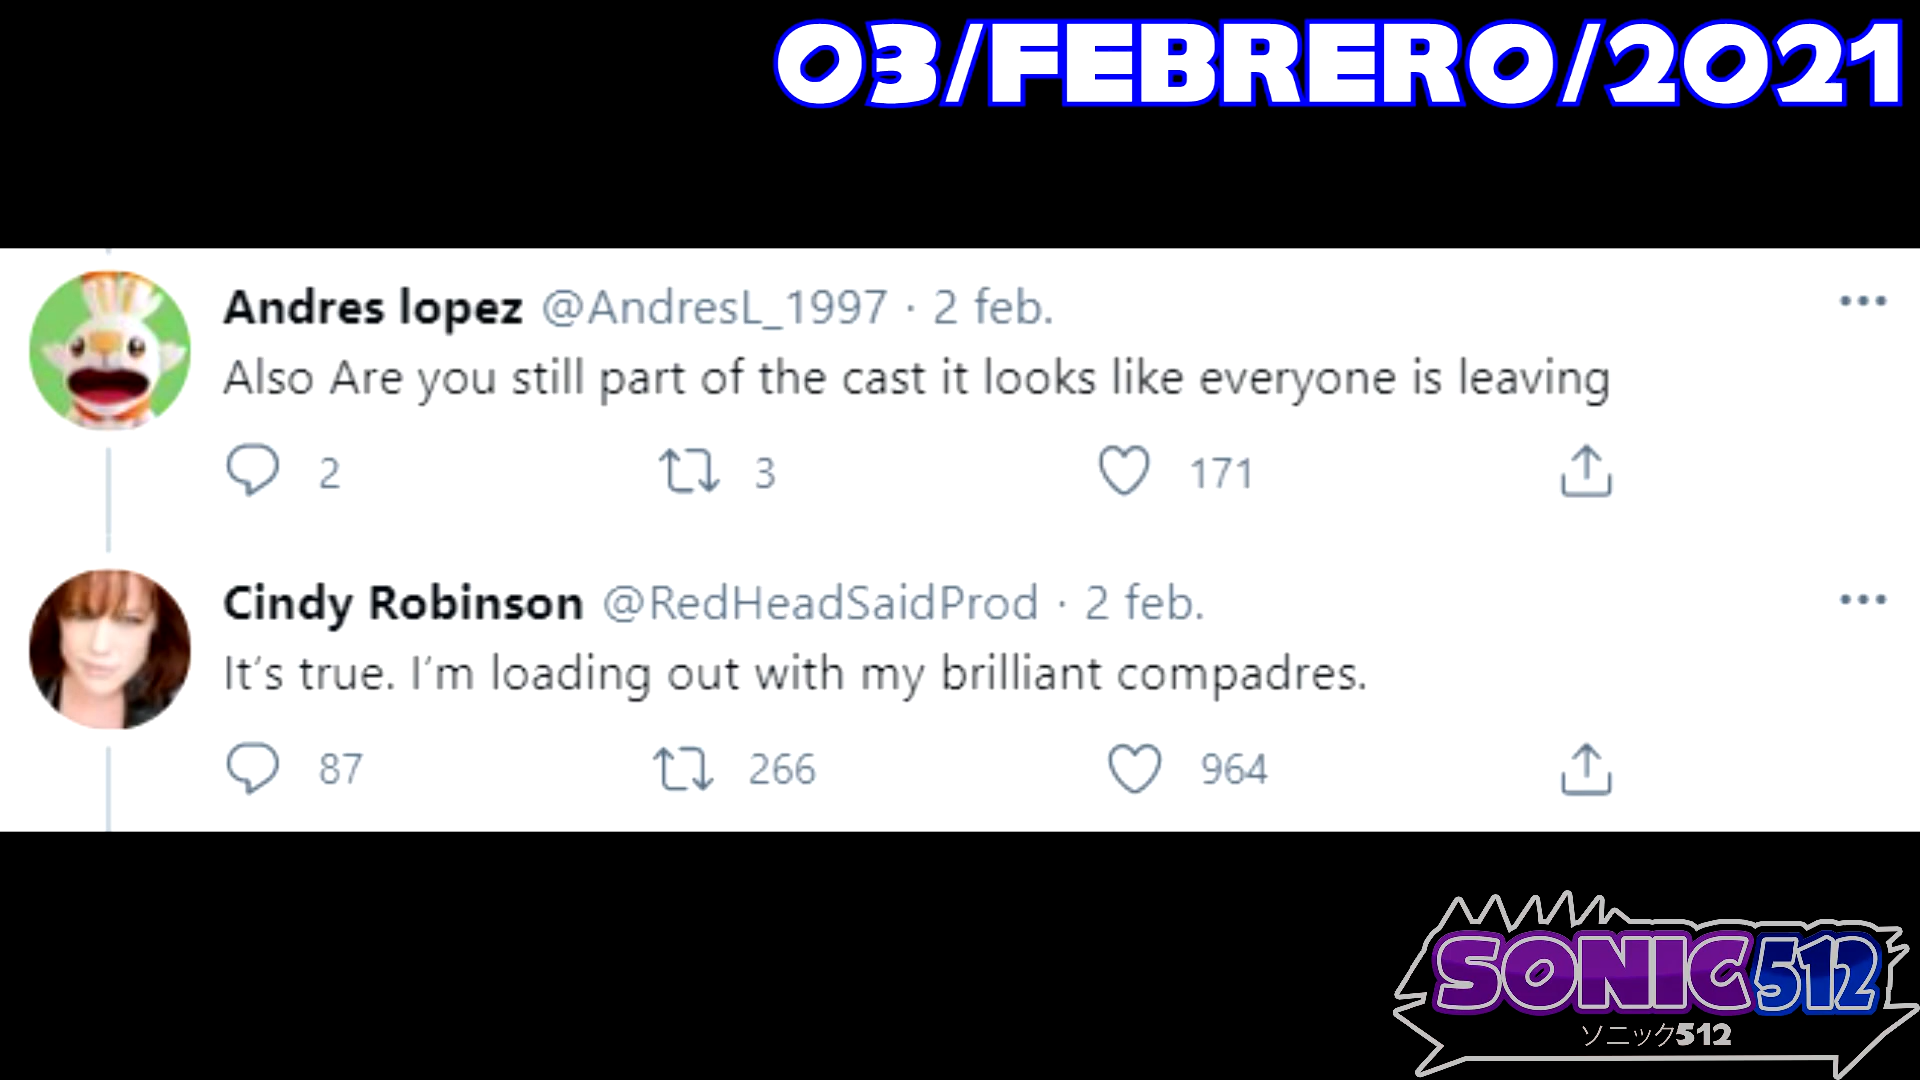 03/FEBRERO/2021
Andres lopez @AndresL_1997 · 2 feb.
Also Are you still part of the cast it looks like everyone is leaving
2 3 171
Cindy Robinson @RedHeadSaidProd · 2 feb.
It´s true. I´m loading out with my brilliant compadres.
87 266 964
SONIC512
ソニック512